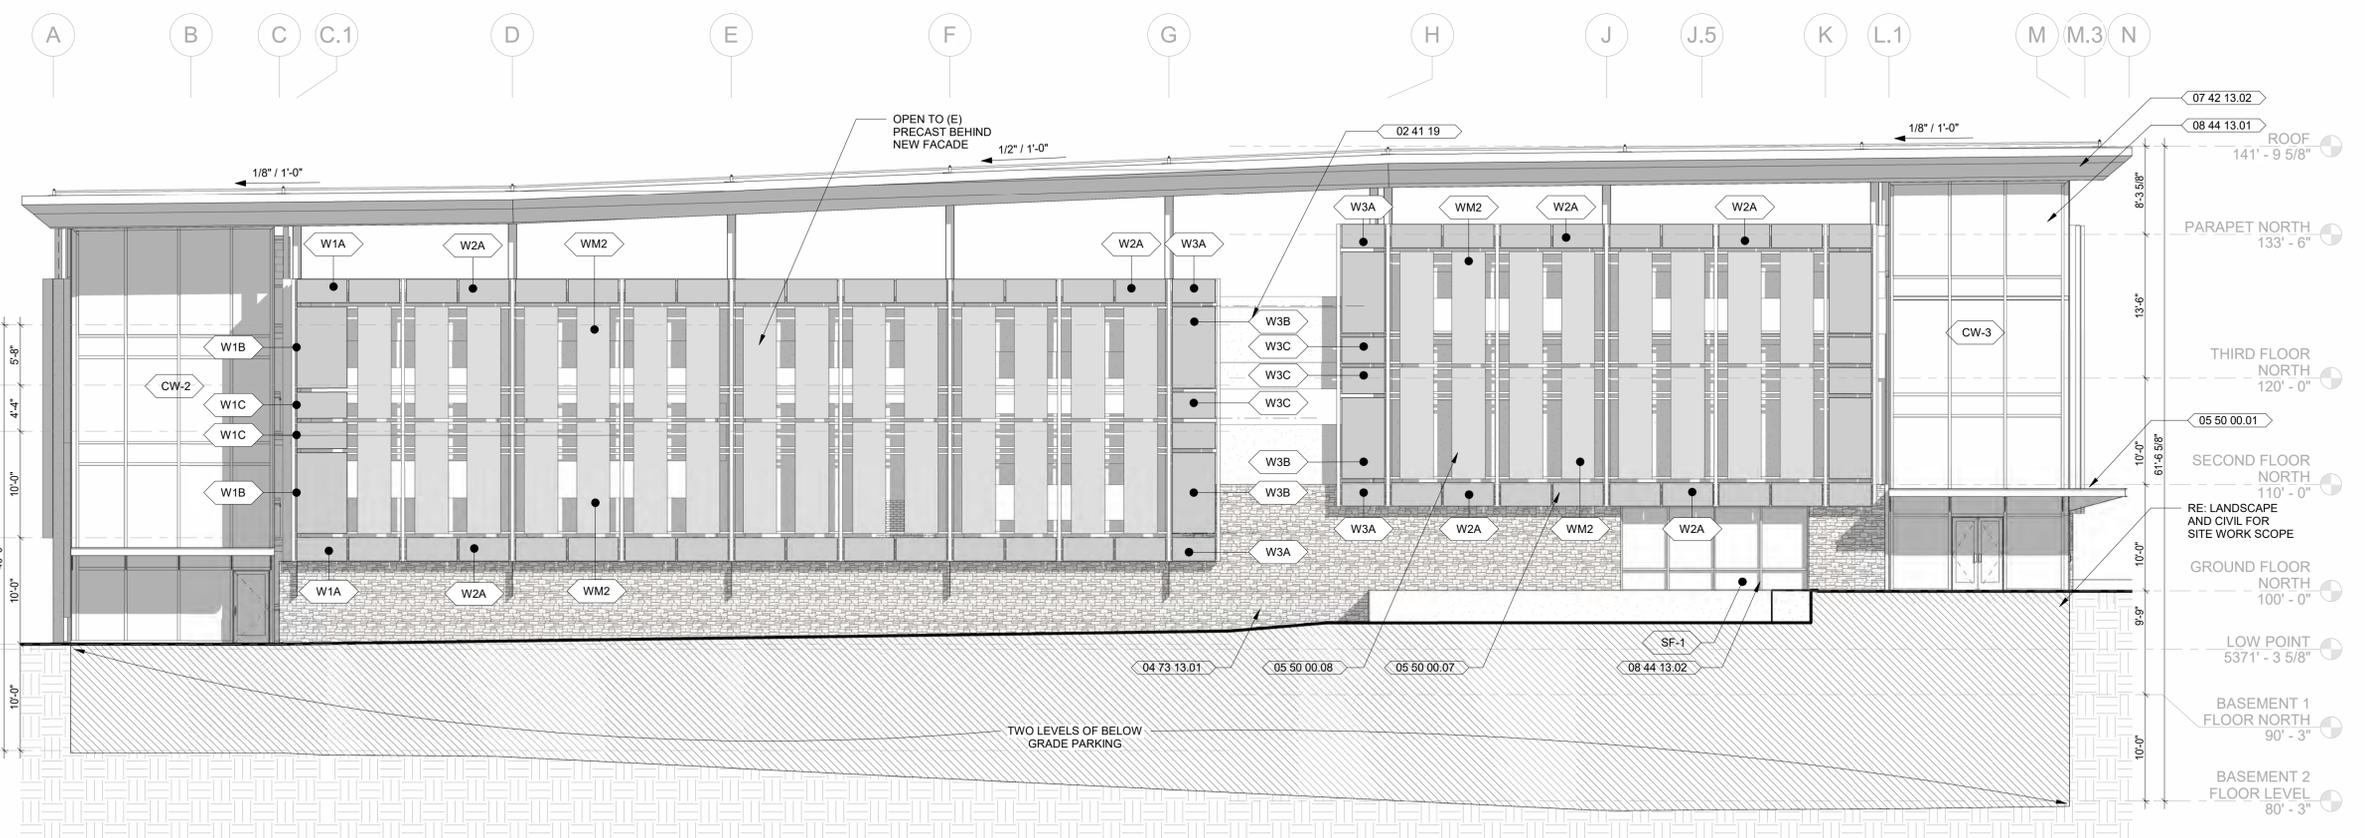 A
B
C
C.1
D
E
F
G
H
J
J.5
K
L.1
M
M.3
N
07 42 13.02
08 44 13.01
OPEN TO (E)
PRECAST BEHIND
NEW FACADE
02 41 19
1/8" / 1'-0"
1/2" / 1'-0"
1/8" / 1'-0"
ROOF
141' - 9 5/8"
8'-3 5/8"
W3A
WM2
W2A
W2A
PARAPET NORTH
133' - 6"
W1A
W2A
WM2
W2A
W3A
13'-6"
W3B
CW-3
W1B
W3C
5'-8"
THIRD FLOOR
NORTH
120' - 0"
CW-2
W3C
W1C
4'-4"
W3C
05 50 00.01
W1C
W3B
10'-0"
61'-6 5/8"
SECOND FLOOR
NORTH
110' - 0"
W1B
10'-0"
W3B
RE: LANDSCAPE
AND CIVIL FOR
SITE WORK SCOPE
W3A
W2A
WM2
W2A
W3A
10'-0"
GROUND FLOOR
NORTH
100' - 0"
W1A
W2A
WM2
10'-0"
9'-9"
SF-1
LOW POINT
5371' - 3 5/8"
04 73 13.01
05 50 00.08
05 50 00.07
08 44 13.02
10'-0"
BASEMENT 1
FLOOR NORTH
90' - 3"
TWO LEVELS OF BELOW
GRADE PARKING
10'-0"
BASEMENT 2
FLOOR LEVEL
80' - 3"